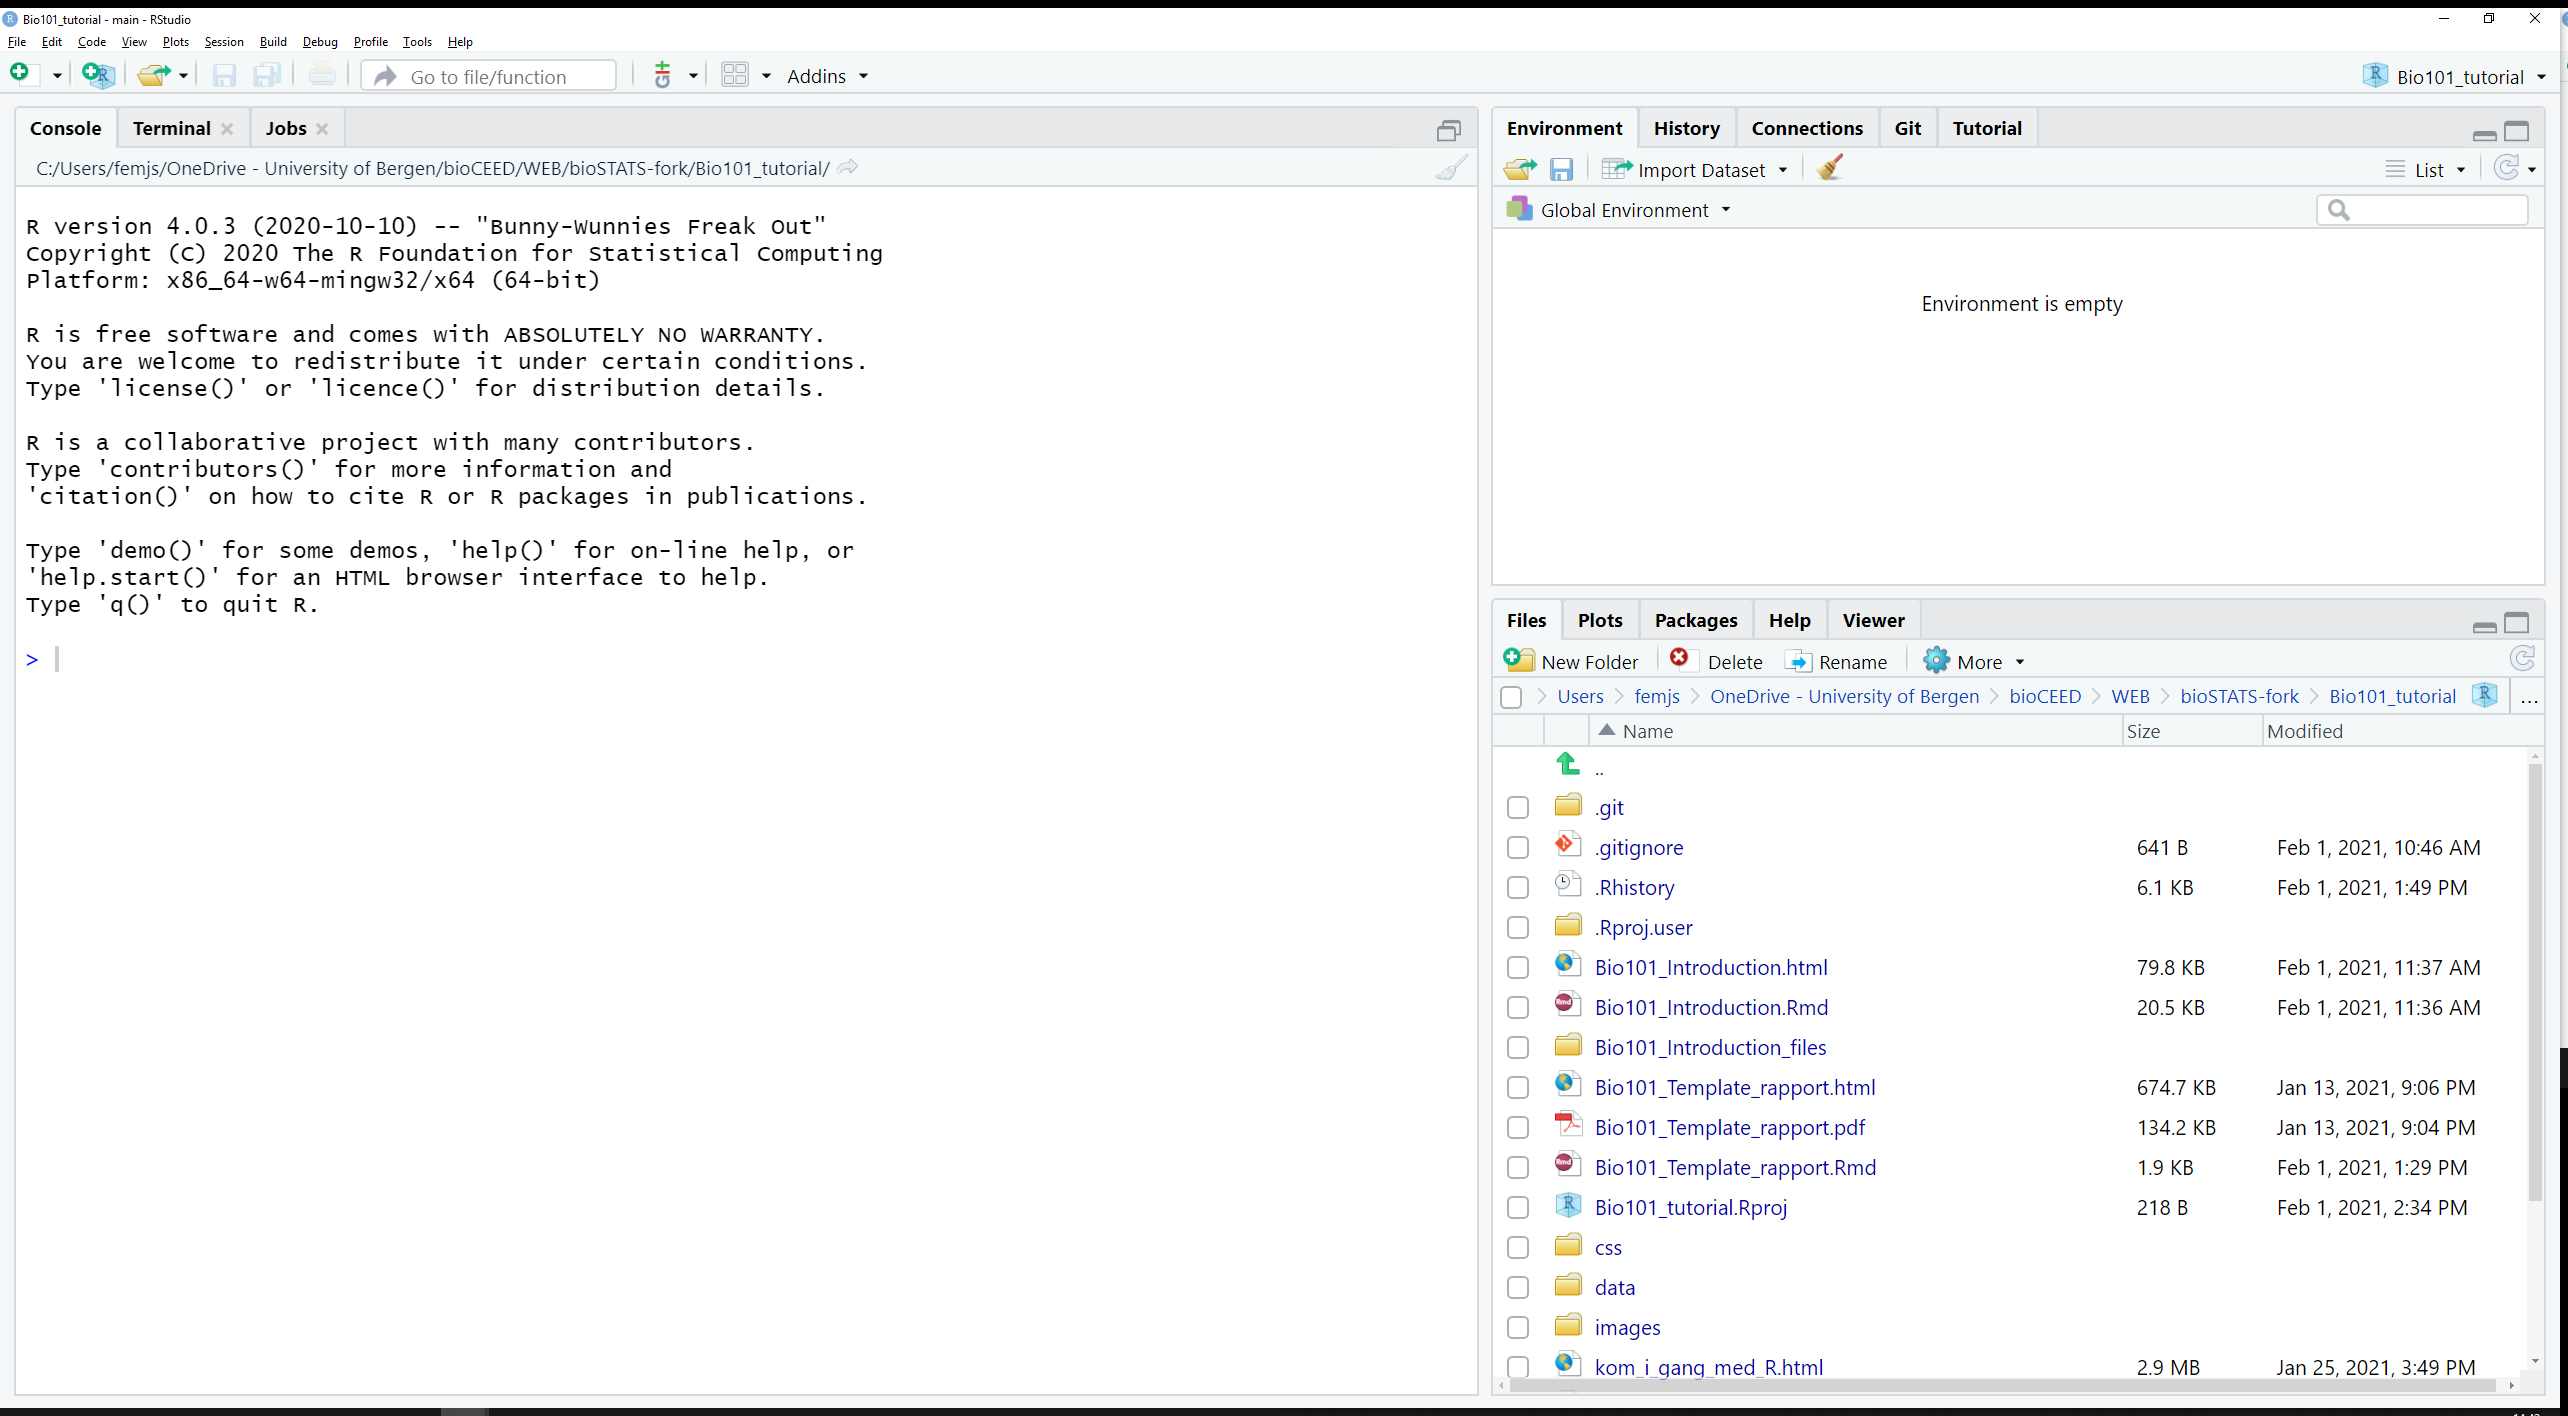 Bio101_tutorial - main - RStudio
File Edit Code View Plots Session Build Debug Profile Tools Help
Go to file/function Addins Bio101_tutorial
Console Terminal Jobs
C:/Users/femjs/OneDrive - University of Bergen/bioCEED/WEB/bioSTATS-fork/Bio101_tutorial/
R version 4.0.3 (2020-10-10) -- "Bunny-Wunnies Freak Out"
Copyright (C) 2020 The R Foundation for Statistical Computing
Platform: x86_64-w64-mingw32/x64 (64-bit)
R is free software and comes with ABSOLUTELY NO WARRANTY.
You are welcome to redistribute it under certain conditions.
Type 'license()' or 'licence()' for distribution details.
R is a collaborative project with many contributors.
Type 'contributors()' for more information and
'citation()' on how to cite R or R packages in publications.
Type 'demo()' for some demos, 'help()' for on-line help, or
'help.start()' for an HTML browser interface to help.
Type 'q()' to quit R.
>
Environment History Connections Git Tutorial
Import Dataset List
Global Environment
Environment is empty
Files Plots Packages Help Viewer
New Folder Delete Rename More
Users femjs OneDrive - University of Bergen bioCEED WEB bioSTATS-fork Bio101_tutorial ...
Name Size Modified
..
.git
.gitignore 641 B Feb 1, 2021, 10:46 AM
.Rhistory 6.1 KB Feb 1, 2021, 1:49 PM
.Rproj.user
Bio101_Introduction.html 79.8 KB Feb 1, 2021, 11:37 AM
Bio101_Introduction.Rmd 20.5 KB Feb 1, 2021, 11:36 AM
Bio101_Introduction_files
Bio101_Template_rapport.html 674.7 KB Jan 13, 2021, 9:06 PM
Bio101_Template_rapport.pdf 134.2 KB Jan 13, 2021, 9:04 PM
Bio101_Template_rapport.Rmd 1.9 KB Feb 1, 2021, 1:29 PM
Bio101_tutorial.Rproj 218 B Feb 1, 2021, 2:34 PM
css
data
images
kom_i_gang_med_R.html 2.9 MB Jan 25, 2021, 3:49 PM